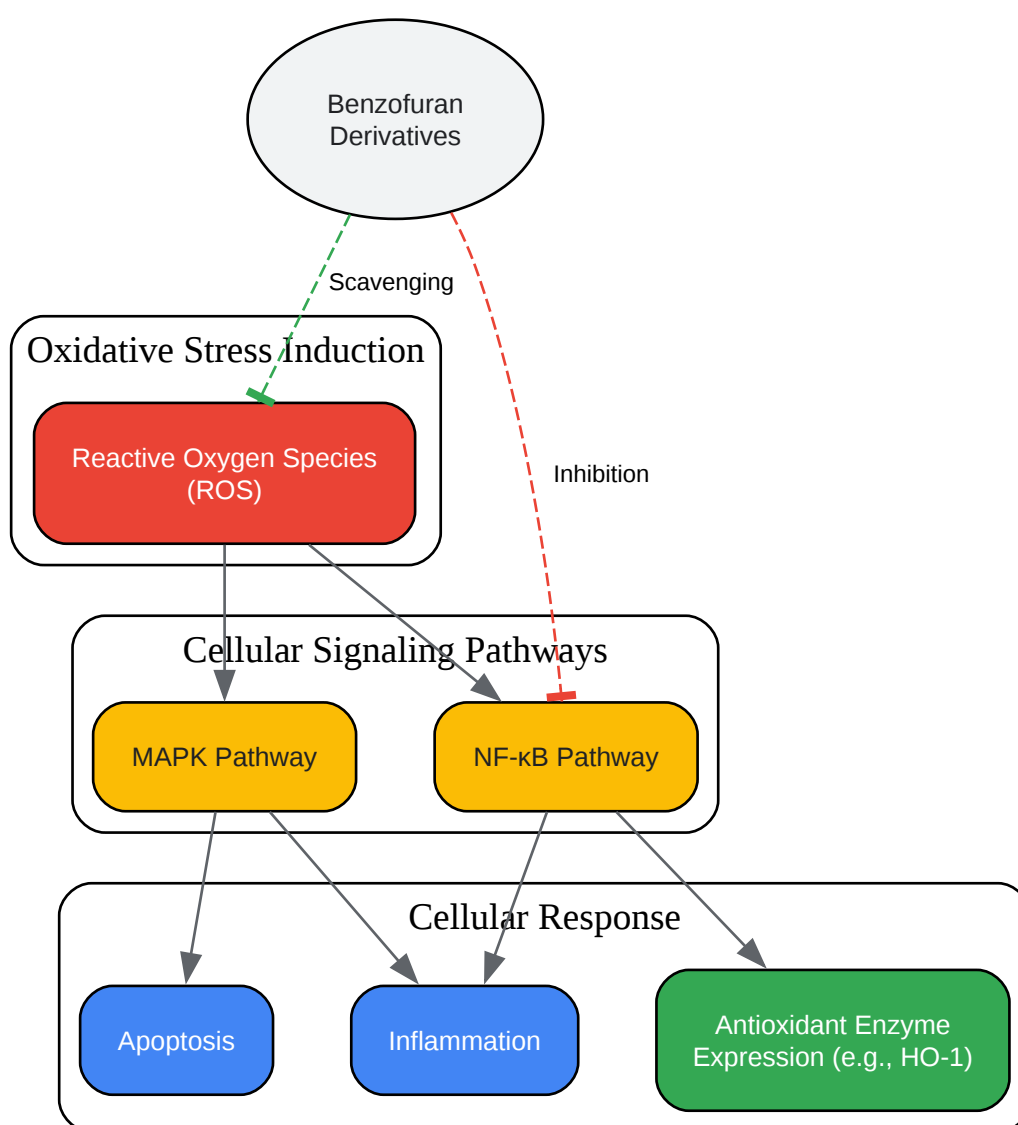 Benzofuran
Derivatives
Scavenging
Oxidative Stress Induction
Reactive Oxygen Species
(ROS)
Inhibition
Cellular Signaling Pathways
MAPK Pathway
NF-κB Pathway
Cellular Response
Apoptosis
Inflammation
Antioxidant Enzyme
Expression (e.g., HO-1)